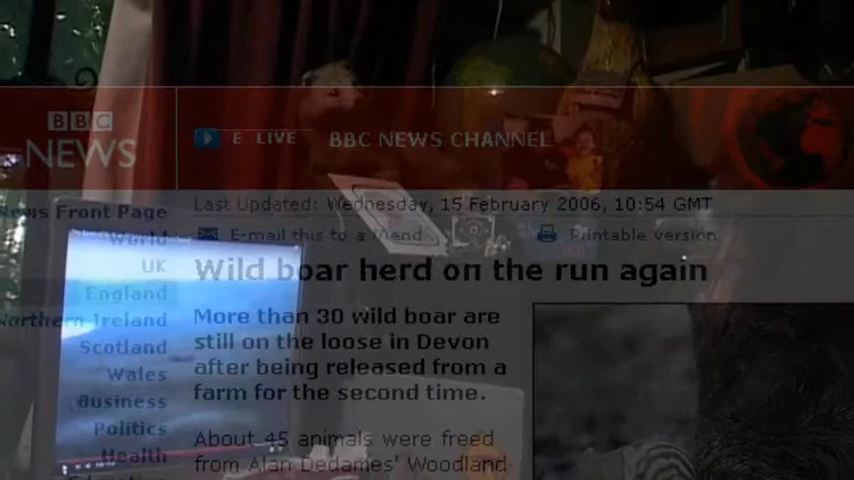 BBC
NEWS
E LIVE BBC NEWS CHANNEL
Last Updated: Wednesday, 15 February 2006, 10:54 GMT
E-mail this to a friend
Printable version
News Front Page
World
UK
England
Northern Ireland
Scotland
Wales
Business
Politics
Health
Education
Wild boar herd on the run again
More than 30 wild boar are
still on the loose in Devon
after being released from a
farm for the second time.
About 45 animals were freed
from Alan Dedames' Woodland